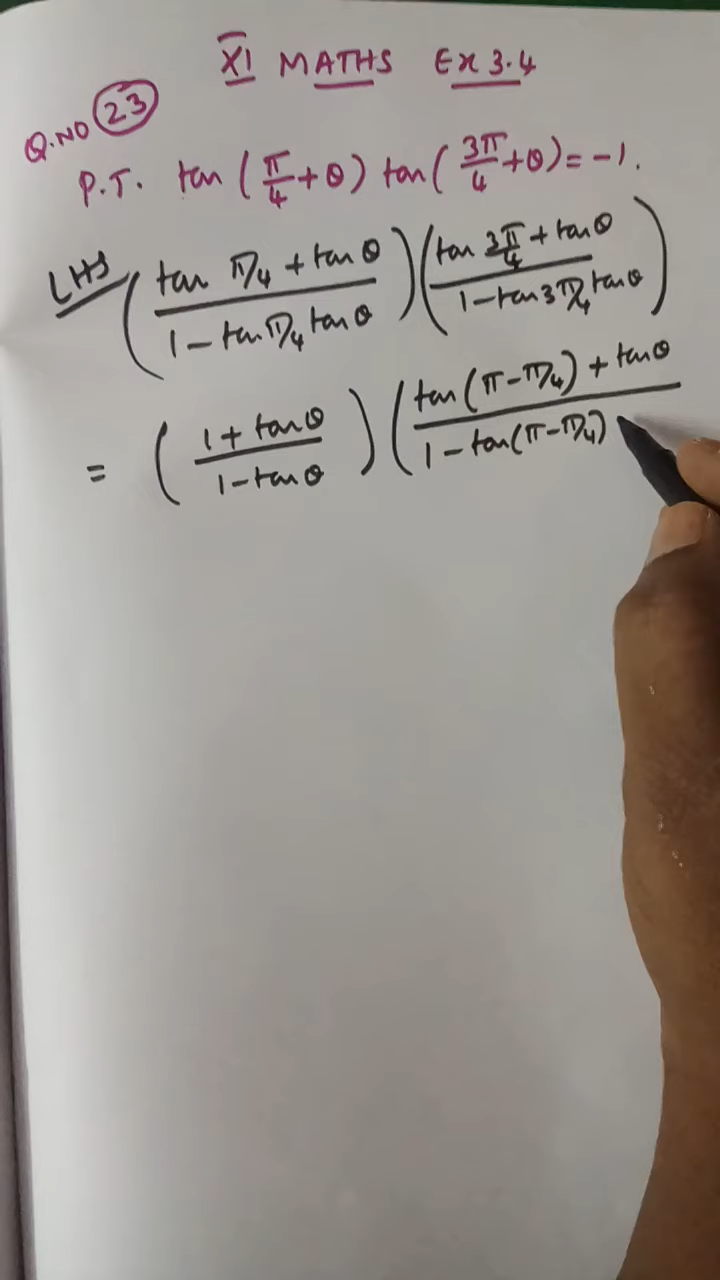 XI MATHS Ex 3.4
Q.NO 23
P.T. tan (π/4 + θ) tan (3π/4 + θ) = -1.
LHS ((tan π/4 + tan θ)/(1 - tan π/4 tan θ)) ((tan 3π/4 + tan θ)/(1 - tan 3π/4 tan θ))
= ((1 + tan θ)/(1 - tan θ)) ((tan (π - π/4) + tan θ)/(1 - tan (π - π/4)